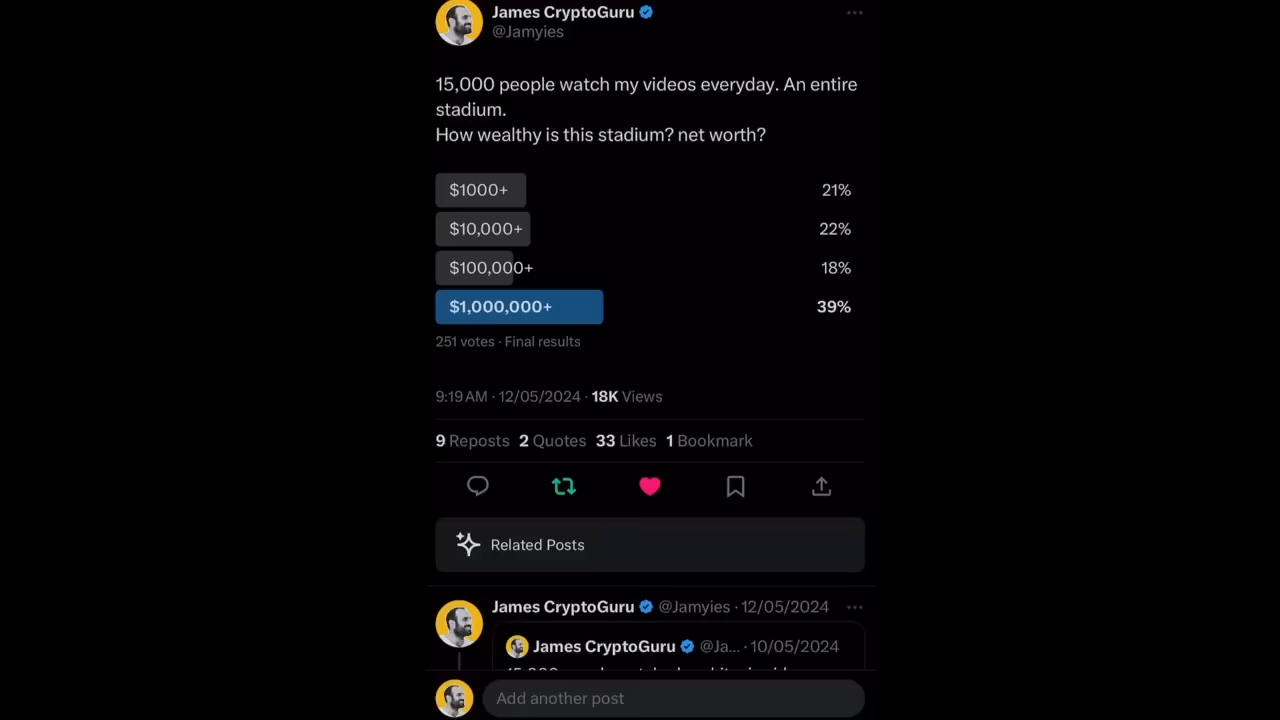 James CryptoGuru
@Jamyies
15,000 people watch my videos everyday. An entire
stadium.
How wealthy is this stadium? net worth?
$1000+ 21%
$10,000+ 22%
$100,000+ 18%
$1,000,000+ 39%
251 votes · Final results
9:19 AM · 12/05/2024 · 18K Views
9 Reposts 2 Quotes 33 Likes 1 Bookmark
Related Posts
James CryptoGuru @Jamyies · 12/05/2024
James CryptoGuru @Ja... · 10/05/2024
Add another post